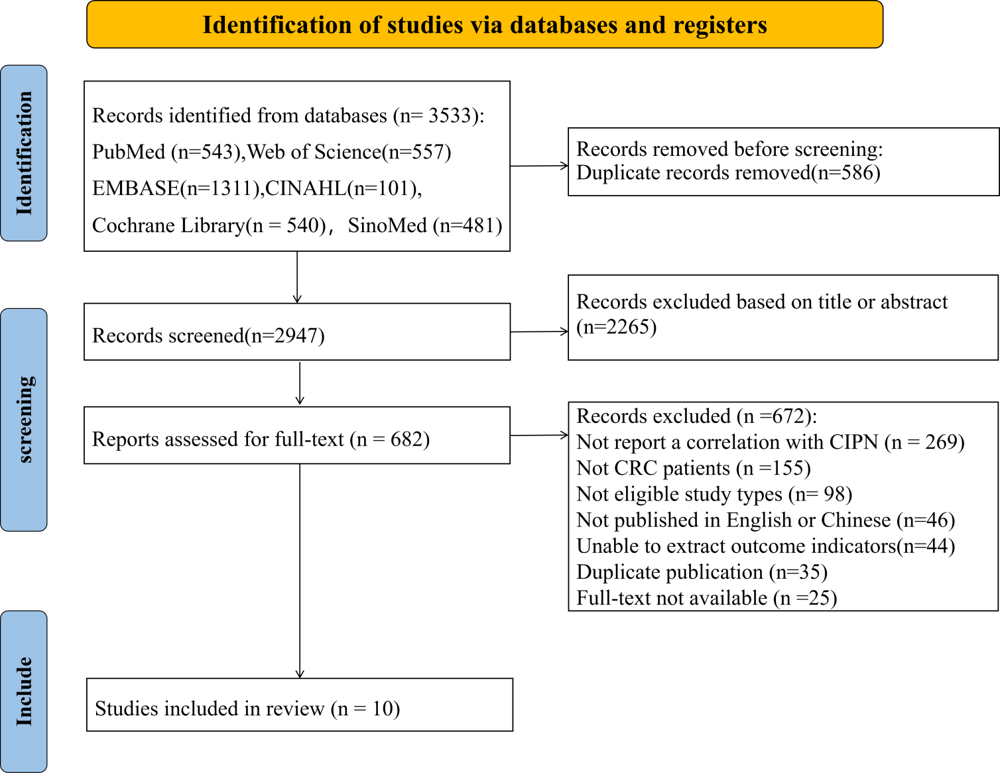 Identification of studies via databases and registers
Identification
Records identified from databases (n= 3533):
PubMed (n=543),Web of Science(n=557)
EMBASE(n=1311),CINAHL(n=101),
Cochrane Library(n = 540)，SinoMed (n=481)
Records removed before screening:
Duplicate records removed(n=586)
screening
Records screened(n=2947)
Records excluded based on title or abstract
(n=2265)
Reports assessed for full-text (n = 682)
Records excluded (n =672):
Not report a correlation with CIPN (n = 269)
Not CRC patients (n =155)
Not eligible study types (n= 98)
Not published in English or Chinese (n=46)
Unable to extract outcome indicators(n=44)
Duplicate publication (n=35)
Full-text not available (n =25)
Include
Studies included in review (n = 10)